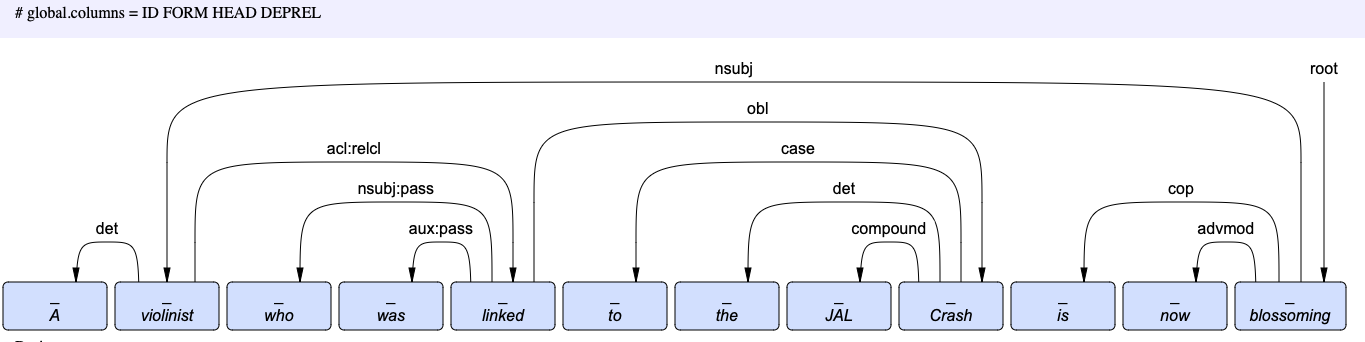 # global.columns = ID FORM HEAD DEPREL
nsubj root
obl
acl:relcl case
nsubj:pass det cop
det aux:pass compound advmod
_ _ _ _ _ _ _ _ _ _ _ _
A violinist who was linked to the JAL Crash is now blossoming